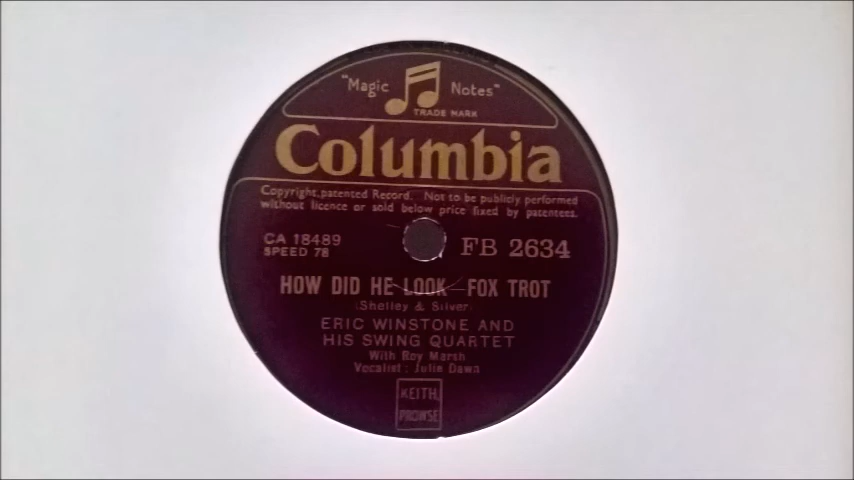 "Magic Notes"
TRADE MARK
Columbia
Copyright, patented Record. Not to be publicly performed
without licence or sold below price fixed by patentees.
CA 18489
SPEED 78
FB 2634
HOW DID HE LOOK—FOX TROT
(Shelley & Silver)
ERIC WINSTONE AND
HIS SWING QUARTET
With Roy Marsh
Vocalist: Julie Dawn
KEITH,
PROWSE